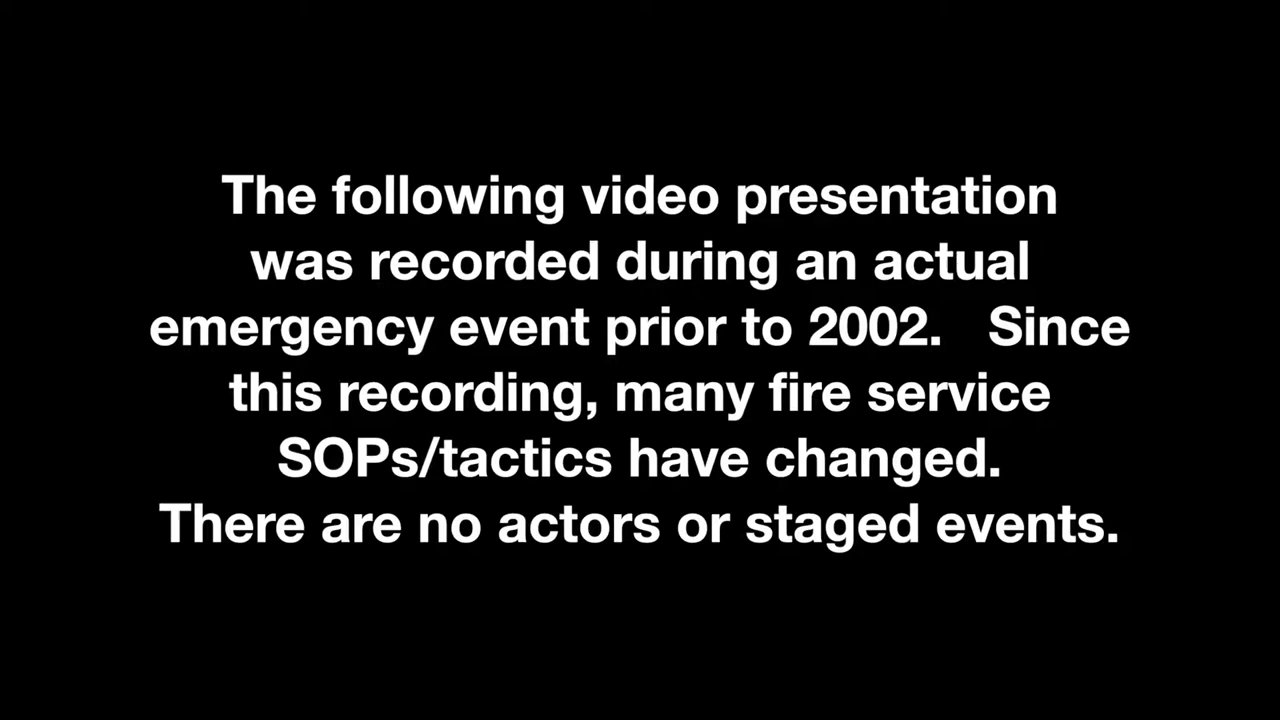 The following video presentation
was recorded during an actual
emergency event prior to 2002.   Since
this recording, many fire service
SOPs/tactics have changed.
There are no actors or staged events.